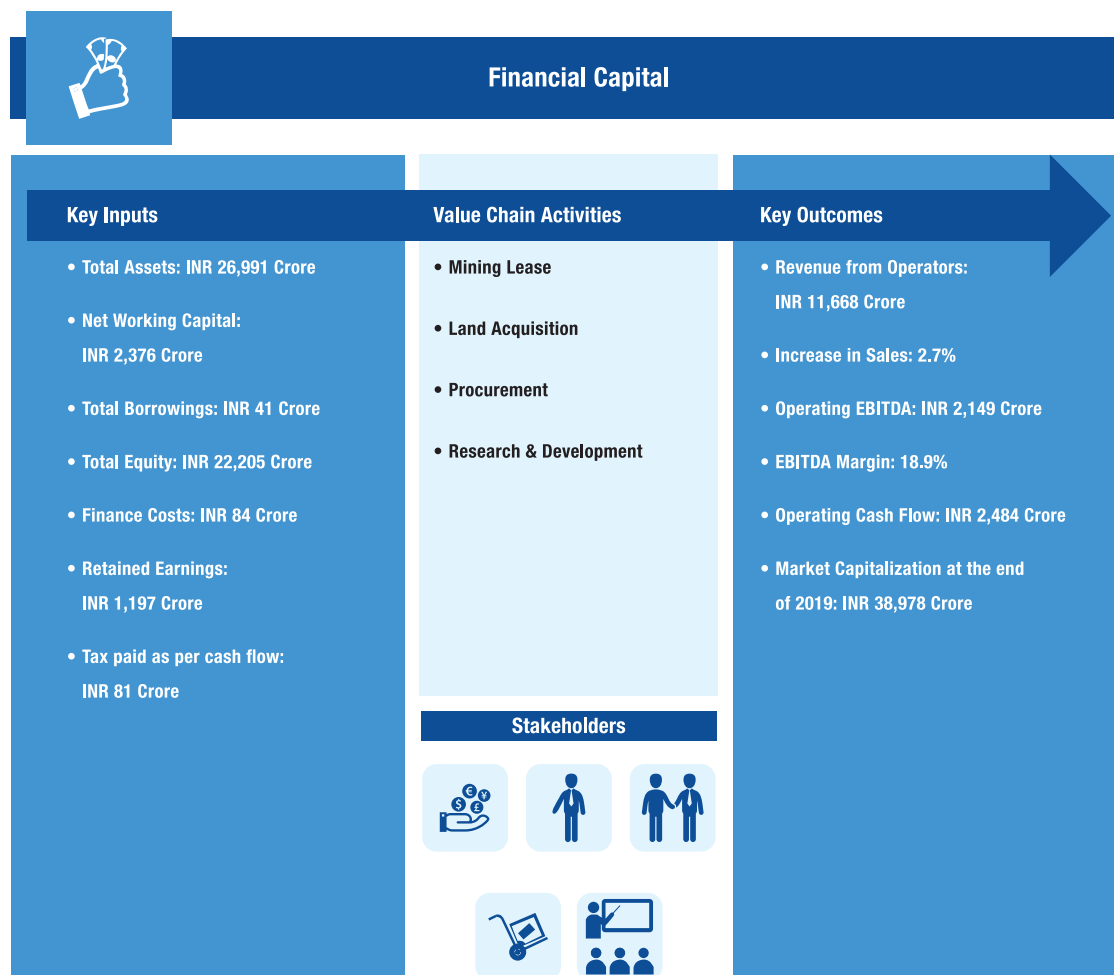 Financial Capital
Key Inputs
• Total Assets: INR 26,991 Crore
• Net Working Capital:
INR 2,376 Crore
• Total Borrowings: INR 41 Crore
• Total Equity: INR 22,205 Crore
• Finance Costs: INR 84 Crore
• Retained Earnings:
INR 1,197 Crore
• Tax paid as per cash flow:
INR 81 Crore
Value Chain Activities
• Mining Lease
• Land Acquisition
• Procurement
• Research & Development
Stakeholders
$ € ¥ £
Key Outcomes
• Revenue from Operators:
INR 11,668 Crore
• Increase in Sales: 2.7%
• Operating EBITDA: INR 2,149 Crore
• EBITDA Margin: 18.9%
• Operating Cash Flow: INR 2,484 Crore
• Market Capitalization at the end
of 2019: INR 38,978 Crore